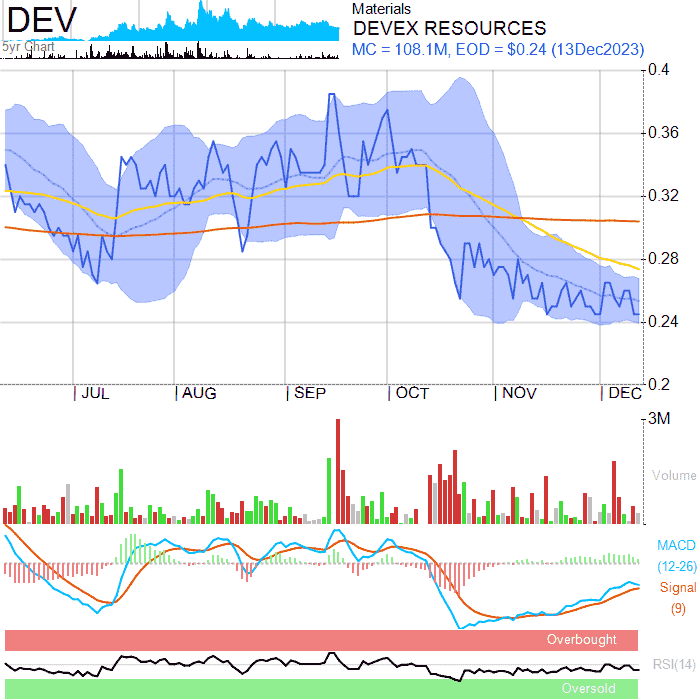 DEV
5yr Chart
Materials
DEVEX RESOURCES
MC = 108.1M, EOD = $0.24 (13Dec2023)
0.4
0.36
0.32
0.28
0.24
0.2
JUL AUG SEP OCT NOV DEC
3M
Volume
MACD
(12-26)
Signal
(9)
Overbought
RSI(14)
Oversold